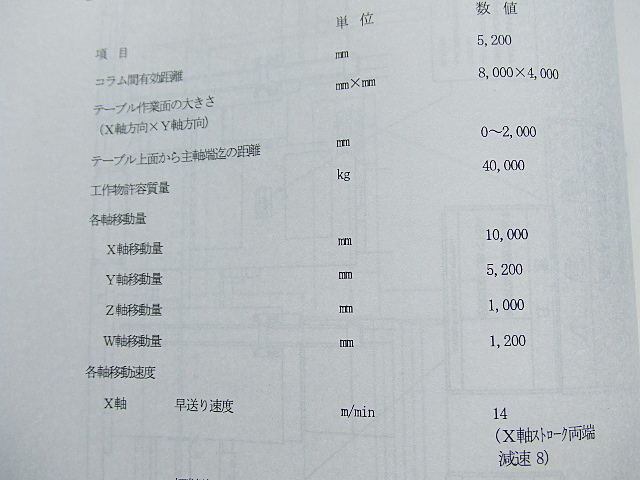 項　目　単　位　数　値
コラム間有効距離　mm　5,200
テーブル作業面の大きさ　mm×mm　8,000×4,000
（Ｘ軸方向×Ｙ軸方向）
テーブル上面から主軸端迄の距離　mm　0～2,000
工作物許容質量　kg　40,000
各軸移動量
Ｘ軸移動量　mm　10,000
Ｙ軸移動量　mm　5,200
Ｚ軸移動量　mm　1,000
Ｗ軸移動量　mm　1,200
各軸移動速度
Ｘ軸　早送り速度　m/min　14
（Ｘ軸ｽﾄﾛｰｸ両端
減速 8）